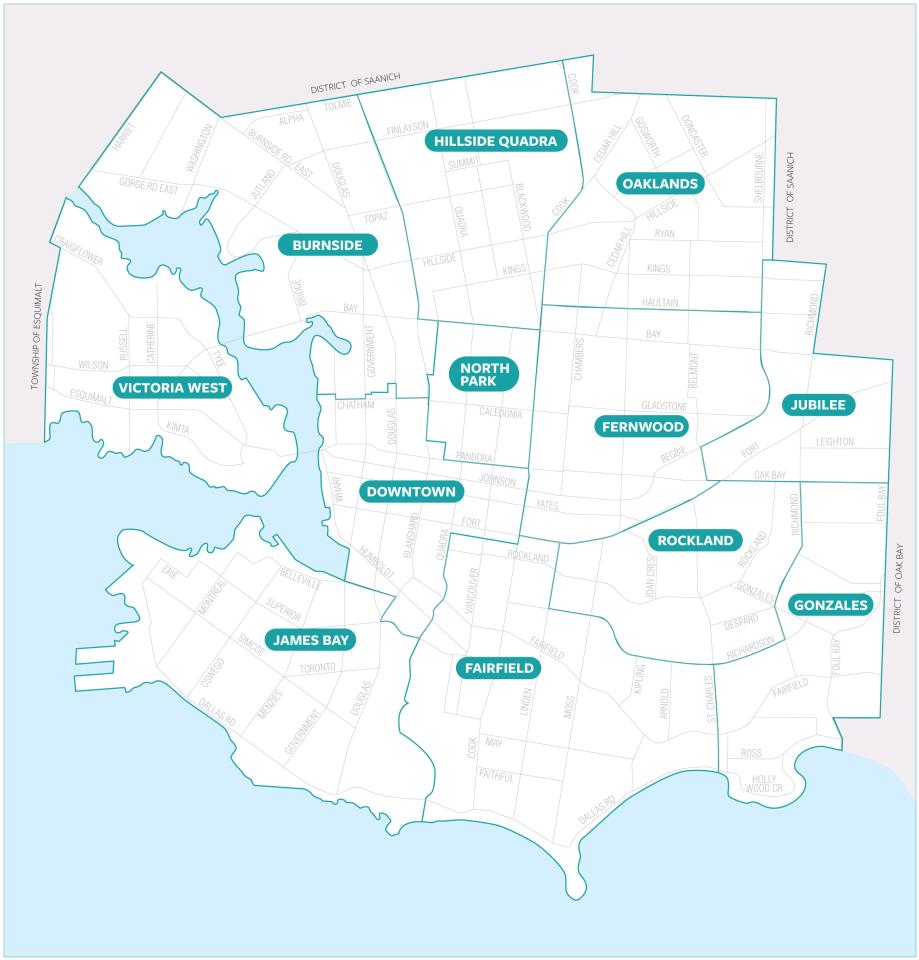 DISTRICT OF SAANICH
COOK
TOLMIE
ALPHA
FINLAYSON
HARRIET
WASHINGTON
BURNSIDE RD. EAST
HILLSIDE QUADRA
CEDAR HILL
GOSWORTH
DONCASTER
DOUGLAS
SUMMIT
SHELBOURNE
DISTRICT OF SAANICH
GORGE RD EAST
JUTLAND
OAKLANDS
BLACKWOOD
COOK
TOPAZ
QUADRA
HILLSIDE
CRAIGFLOWER
BURNSIDE
RYAN
CEDAR HILL
HILLSIDE
KINGS
KINGS
BRIDGE
BAY
HAULTAIN
RICHMOND
TOWNSHIP OF ESQUIMALT
RUSSELL
CATHERINE
GOVERNMENT
BAY
CHAMBERS
WILSON
TYEE
NORTH
PARK
BELMONT
VICTORIA WEST
ESQUIMALT
CHATHAM
DOUGLAS
CALEDONIA
GLADSTONE
JUBILEE
KIMTA
FERNWOOD
PANDORA
BEGBIE
FORT
LEIGHTON
WHARF
DOWNTOWN
JOHNSON
OAK BAY
YATES
RICHMOND
FOUL BAY
BLANSHARD
FORT
QUADRA
ROCKLAND
ROCKLAND
ROCKLAND
HUMBOLDT
ERIE
MONTREAL
BELLEVILLE
VANCOUVER
JOAN CRES
GONZALES
DISTRICT OF OAK BAY
SUPERIOR
GONZALES
DESPARD
SIMCOE
JAMES BAY
FAIRFIELD
RICHARDSON
FOUL BAY
OSWEGO
TORONTO
FAIRFIELD
KIPLING
ARNOLD
ST. CHARLES
FAIRFIELD
MENZIES
DOUGLAS
LINDEN
MOSS
DALLAS RD
GOVERNMENT
COOK
MAY
ROSS
FAITHFUL
HOLLY
WOOD CR
DALLAS RD